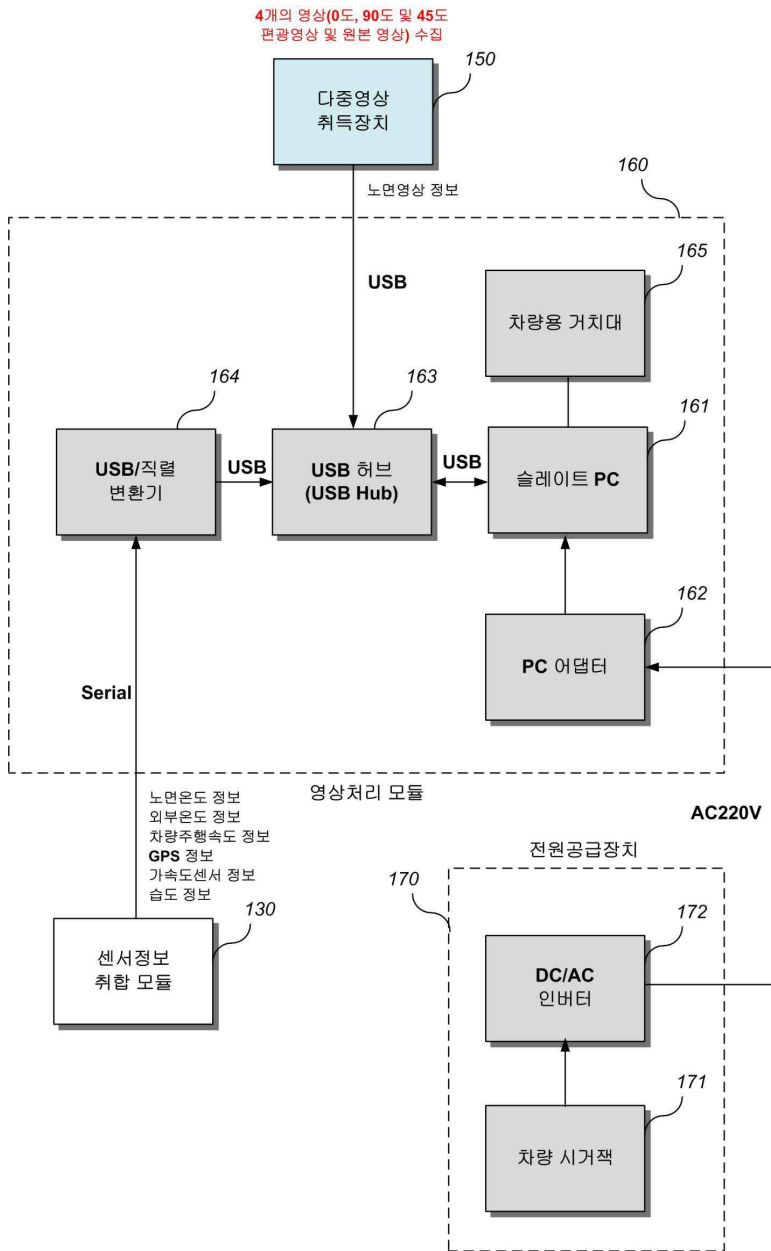 4개의 영상(0도, 90도 및 45도
편광영상 및 원본 영상) 수집
150
다중영상
취득장치
노면영상 정보
160
USB
165
차량용 거치대
164
163
161
USB/직렬
변환기
USB
USB 허브
(USB Hub)
USB
슬레이트 PC
162
PC 어댑터
Serial
영상처리 모듈
노면온도 정보
외부온도 정보
차량주행속도 정보
GPS 정보
가속도센서 정보
습도 정보
AC220V
전원공급장치
130
센서정보
취합 모듈
170
172
DC/AC
인버터
171
차량 시거잭